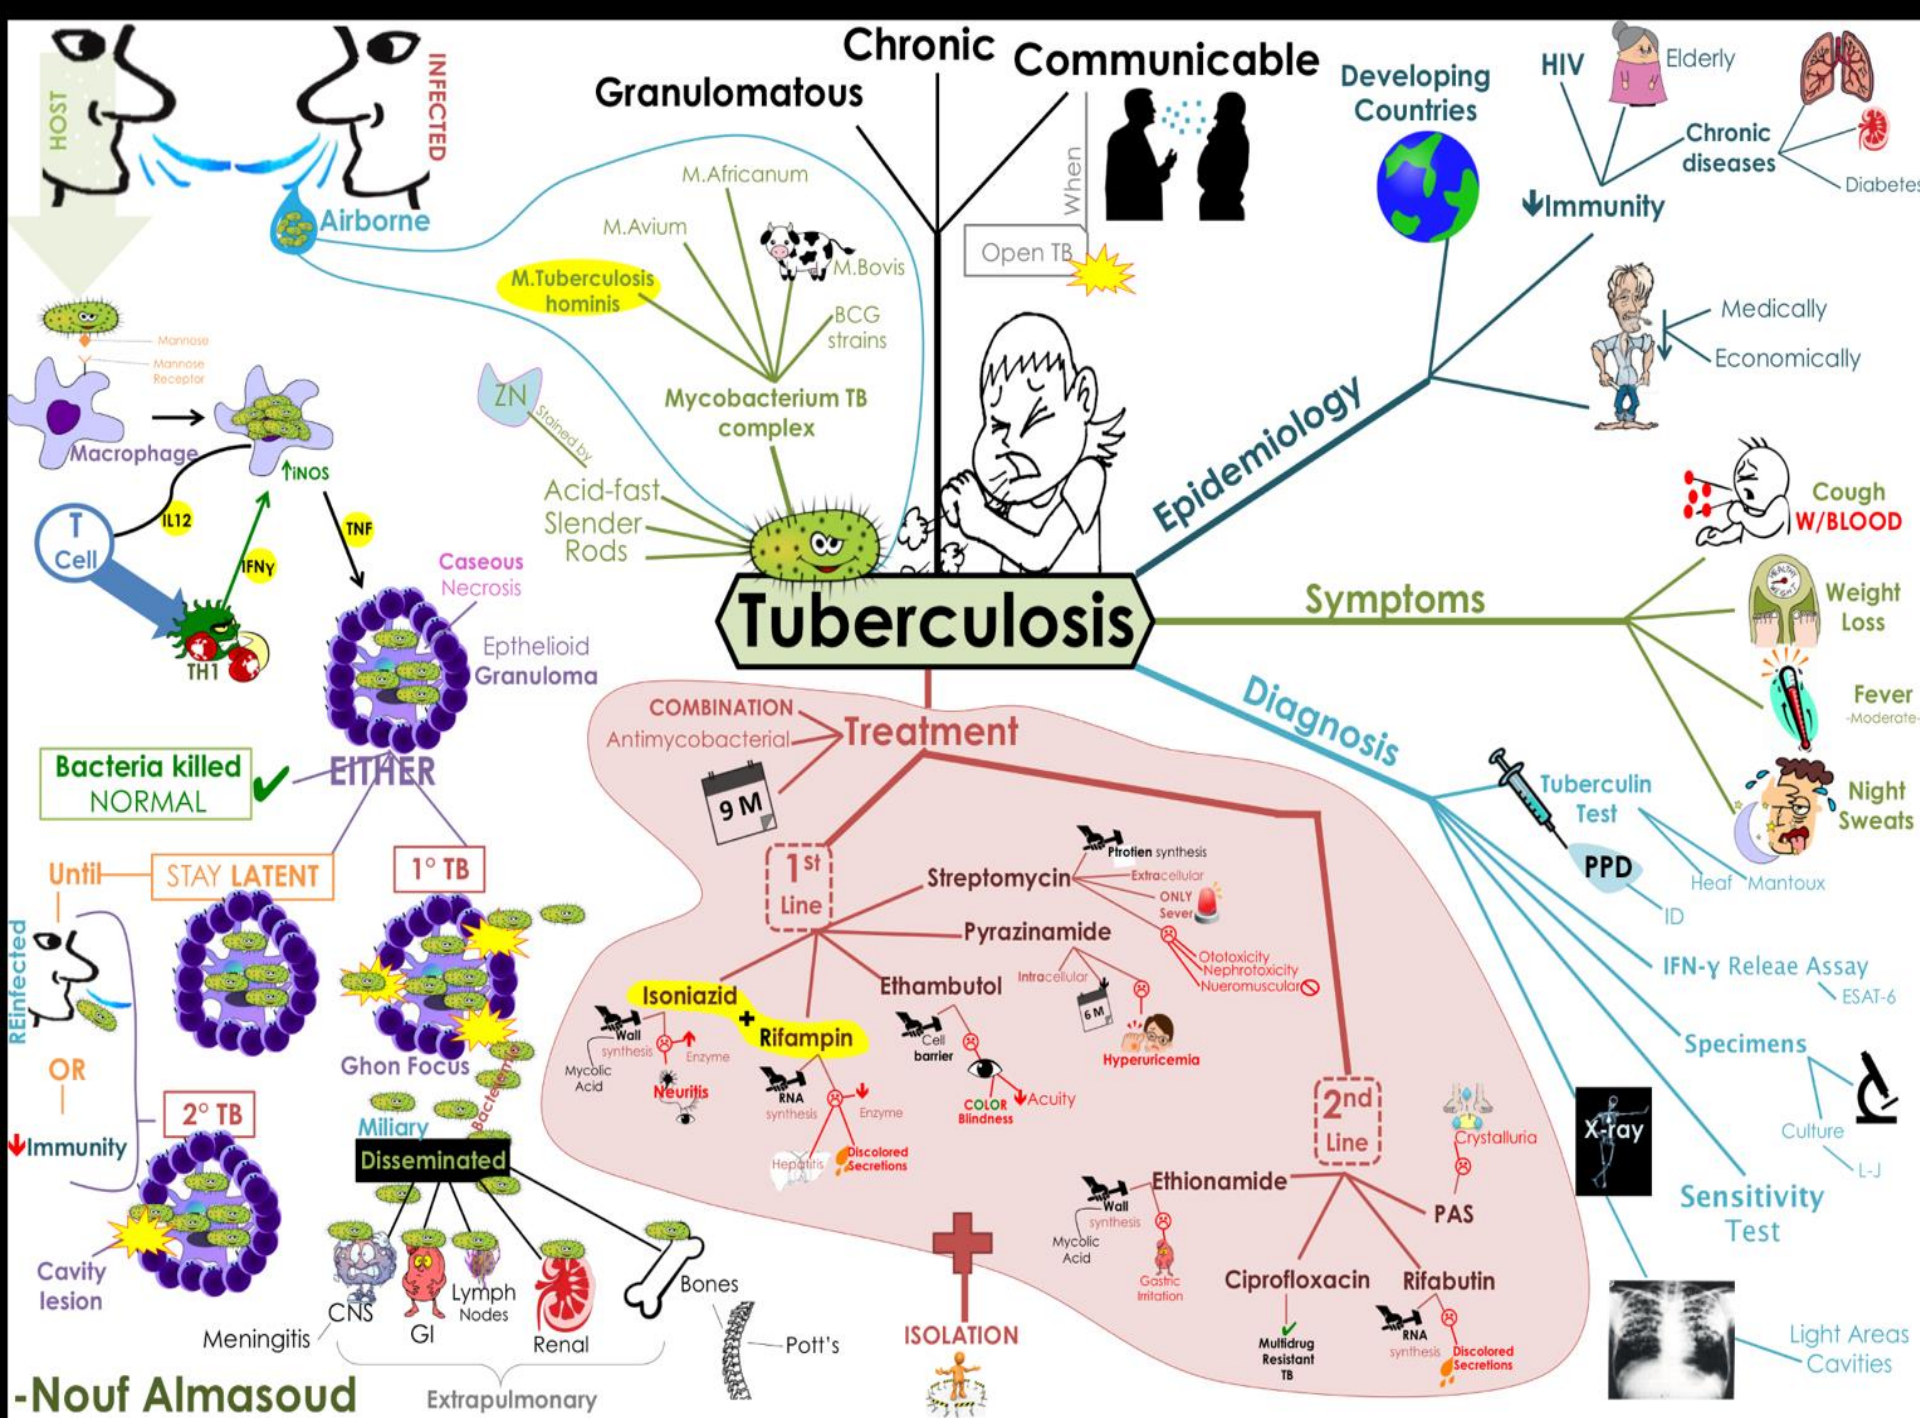 HOST
INFECTED
Airborne
Granulomatous
Chronic
Communicable
When
Open TB
M.Africanum
M.Avium
M.Bovis
M.Tuberculosis
hominis
BCG
strains
Mycobacterium TB
complex
ZN
Stained by
Acid-fast
Slender
Rods
Tuberculosis
Mannose
Mannose
Receptor
Macrophage
↑iNOS
IL12
TNF
T
Cell
IFNγ
TH1
Caseous
Necrosis
Epthelioid
Granuloma
EITHER
Bacteria killed
NORMAL
STAY LATENT
Until
REinfected
OR
↓Immunity
1° TB
Ghon Focus
2° TB
Cavity
lesion
Bacteremia
Miliary
Disseminated
CNS
Meningitis
GI
Lymph
Nodes
Renal
Bones
Pott's
Extrapulmonary
-Nouf Almasoud
Epidemiology
Developing
Countries
HIV
Elderly
Chronic
diseases
Diabetes
↓Immunity
Medically
Economically
Symptoms
Cough
W/BLOOD
HEALTHY
WEIGHT
Weight
Loss
Fever
-Moderate-
Night
Sweats
Diagnosis
Tuberculin
Test
PPD
Heaf
Mantoux
ID
IFN-γ Releae Assay
ESAT-6
Specimens
Culture
L-J
Sensitivity
Test
X-ray
Light Areas
Cavities
Treatment
COMBINATION
Antimycobacterial
9 M
1st
Line
Streptomycin
Ptrotien synthesis
Extracellular
ONLY
Sever
Ototoxicity
Nephrotoxicity
Nueromuscular
Pyrazinamide
Intracellular
6 M
Hyperuricemia
Ethambutol
Cell
barrier
COLOR
Blindness
↓Acuity
Isoniazid
+
Rifampin
Wall
synthesis
Mycolic
Acid
Enzyme
Neuritis
RNA
synthesis
Enzyme
Hepatitis
Discolored
Secretions
2nd
Line
Ethionamide
Wall
synthesis
Mycolic
Acid
Gastric
Irritation
Crystalluria
PAS
Ciprofloxacin
Multidrug
Resistant
TB
Rifabutin
RNA
synthesis
Discolored
Secretions
ISOLATION